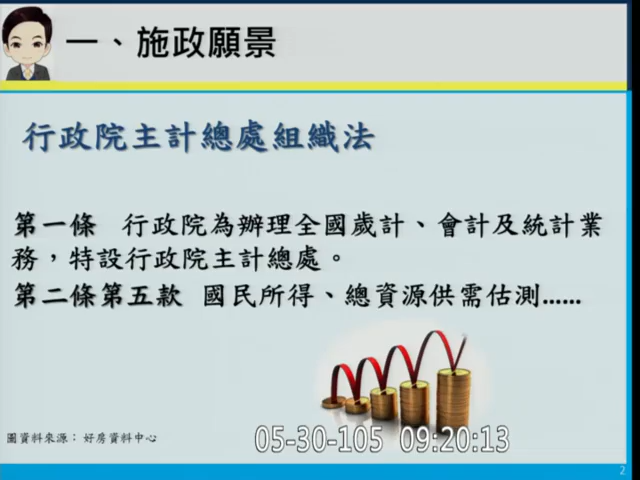 一、施政願景
行政院主計總處組織法
第一條 行政院為辦理全國歲計、會計及統計業
務，特設行政院主計總處。
第二條第五款 國民所得、總資源供需估測......
圖資料來源： 好房資料中心
05-30-105 09:20:13
2